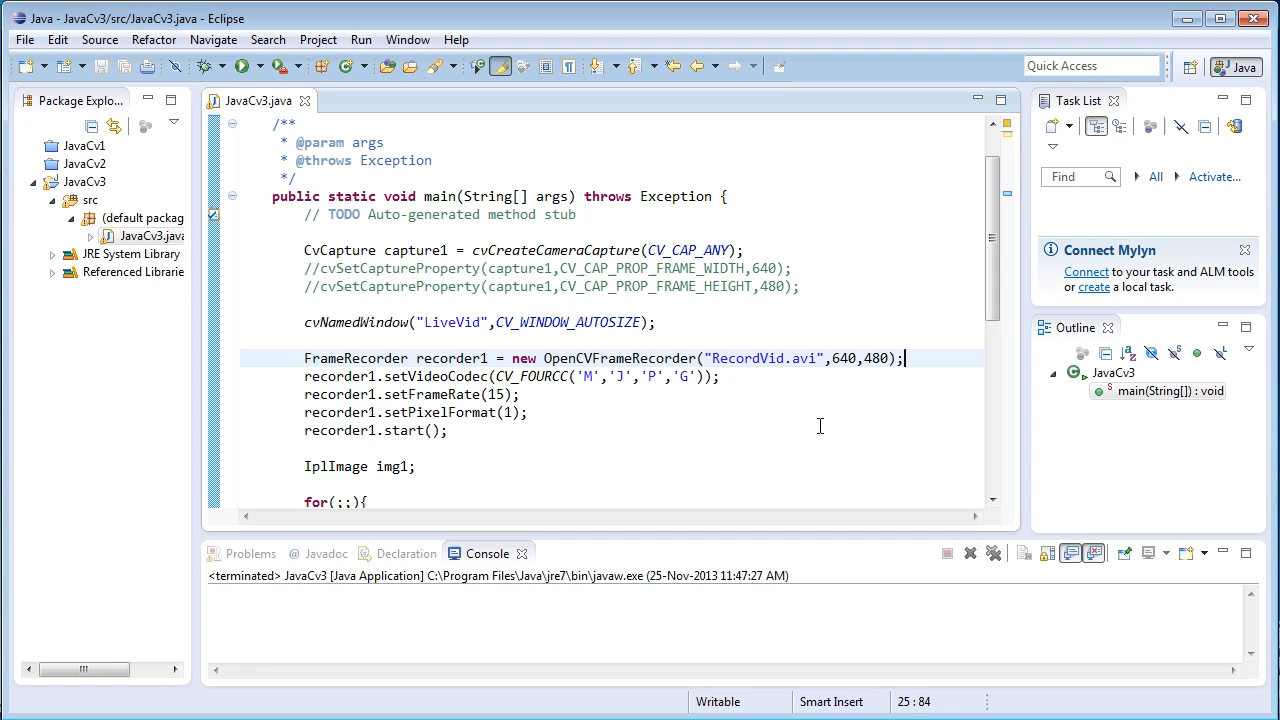 Java - JavaCv3/src/JavaCv3.java - Eclipse
File Edit Source Refactor Navigate Search Project Run Window Help
Quick Access
Java
Package Explo...
JavaCv1
JavaCv2
JavaCv3
src
(default packag
JavaCv3.java
JRE System Library
Referenced Librarie
JavaCv3.java
/**
* @param args
* @throws Exception
*/
public static void main(String[] args) throws Exception {
// TODO Auto-generated method stub
CvCapture capture1 = cvCreateCameraCapture(CV_CAP_ANY);
//cvSetCaptureProperty(capture1,CV_CAP_PROP_FRAME_WIDTH,640);
//cvSetCaptureProperty(capture1,CV_CAP_PROP_FRAME_HEIGHT,480);
cvNamedWindow("LiveVid",CV_WINDOW_AUTOSIZE);
FrameRecorder recorder1 = new OpenCVFrameRecorder("RecordVid.avi",640,480);
recorder1.setVideoCodec(CV_FOURCC('M','J','P','G'));
recorder1.setFrameRate(15);
recorder1.setPixelFormat(1);
recorder1.start();
IplImage img1;
for(;;){
Task List
Find All Activate...
Connect Mylyn
Connect to your task and ALM tools
or create a local task.
Outline
JavaCv3
main(String[]) : void
Problems Javadoc Declaration Console
<terminated> JavaCv3 [Java Application] C:\Program Files\Java\jre7\bin\javaw.exe (25-Nov-2013 11:47:27 AM)
Writable Smart Insert 25 : 84